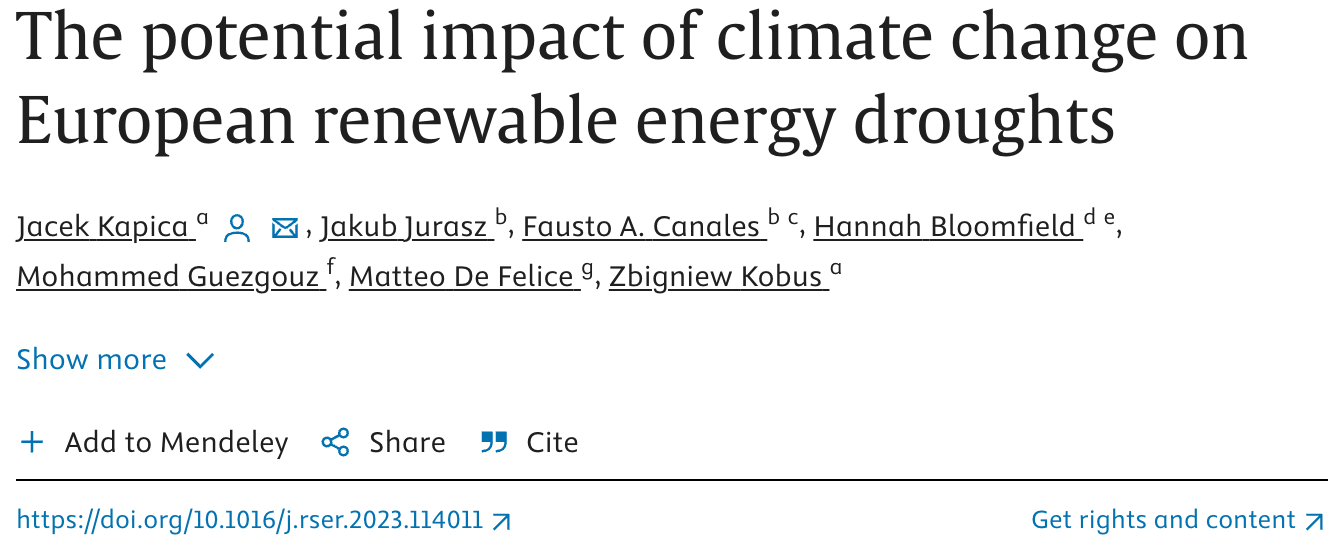 The potential impact of climate change on
European renewable energy droughts
Jacek Kapica a , Jakub Jurasz b, Fausto A. Canales b c, Hannah Bloomfield d e,
Mohammed Guezgouz f, Matteo De Felice g, Zbigniew Kobus a
Show more
Add to Mendeley Share Cite
https://doi.org/10.1016/j.rser.2023.114011 Get rights and content